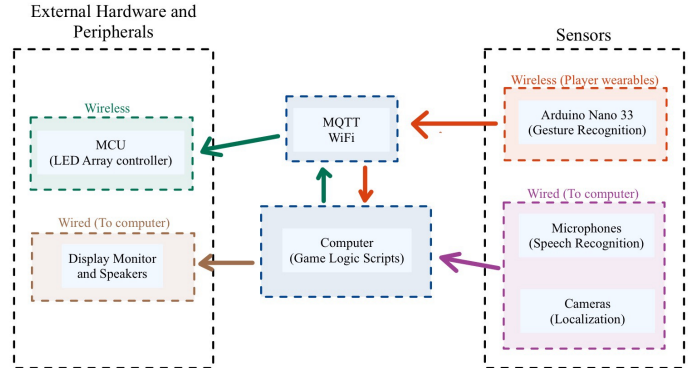 External Hardware and
Peripherals
Wireless
MCU
(LED Array controller)
Wired (To computer)
Display Monitor
and Speakers
MQTT
WiFi
Computer
(Game Logic Scripts)
Sensors
Wireless (Player wearables)
Arduino Nano 33
(Gesture Recognition)
Wired (To computer)
Microphones
(Speech Recognition)
Cameras
(Localization)